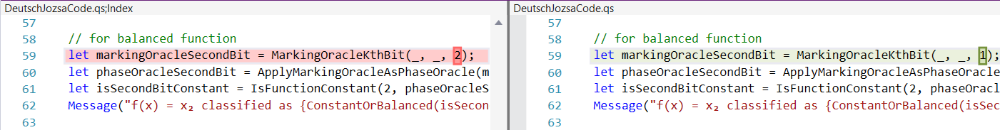 DeutschJozsaCode.qs;Index
57
58 // for balanced function
59 let markingOracleSecondBit = MarkingOracleKthBit(_, _, 2);
60 let phaseOracleSecondBit = ApplyMarkingOracleAsPhaseOracle(m
61 let isSecondBitConstant = IsFunctionConstant(2, phaseOracleS
62 Message("f(x) = x₂ classified as {ConstantOrBalanced(isSecon
63
DeutschJozsaCode.qs
57
58 // for balanced function
59 let markingOracleSecondBit = MarkingOracleKthBit(_, _, 1);
60 let phaseOracleSecondBit = ApplyMarkingOracleAsPhaseOracle
61 let isSecondBitConstant = IsFunctionConstant(2, phaseOracl
62 Message("f(x) = x₂ classified as {ConstantOrBalanced(isSec
63